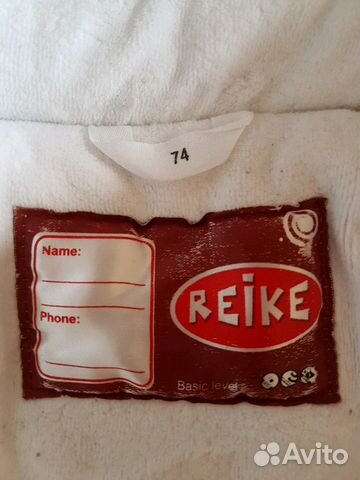 74
Name:
Phone:
REIKE
Basic level
Avito